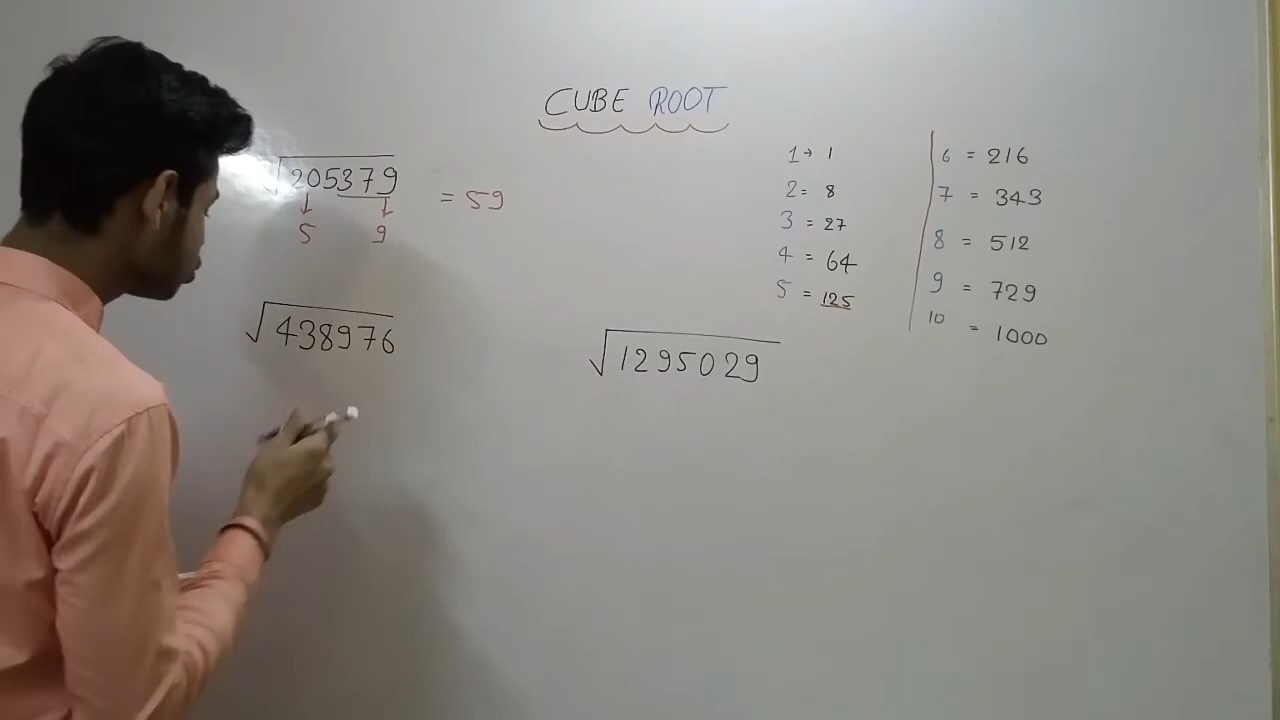 CUBE ROOT
√205379 = 59
↓ ↓
5 9
√438976
√1295029
1 → 1
2 = 8
3 = 27
4 = 64
5 = 125
6 = 216
7 = 343
8 = 512
9 = 729
10 = 1000